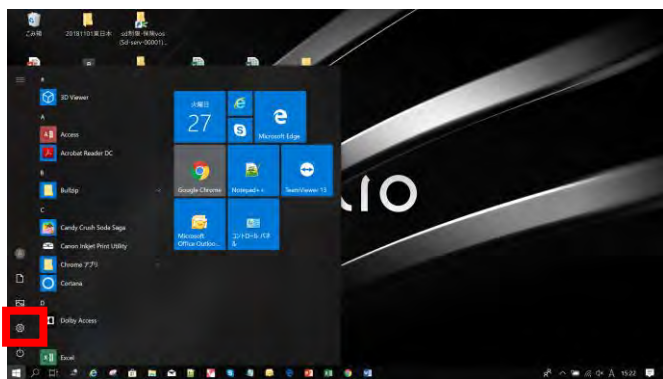 ごみ箱
20181101東日本
#
3D Viewer
A
Access
Acrobat Reader DC
B
Bullzip
C
Candy Crush Soda Saga
Canon Inkjet Print Utility
Chrome アプリ
Cortana
D
Dolby Access
Excel
火曜日
27
Microsoft Edge
Google Chrome
Notepad++
TeamViewer 13
Microsoft
Office Outloo...
コントロール パネ
ル
IO
A 15:22